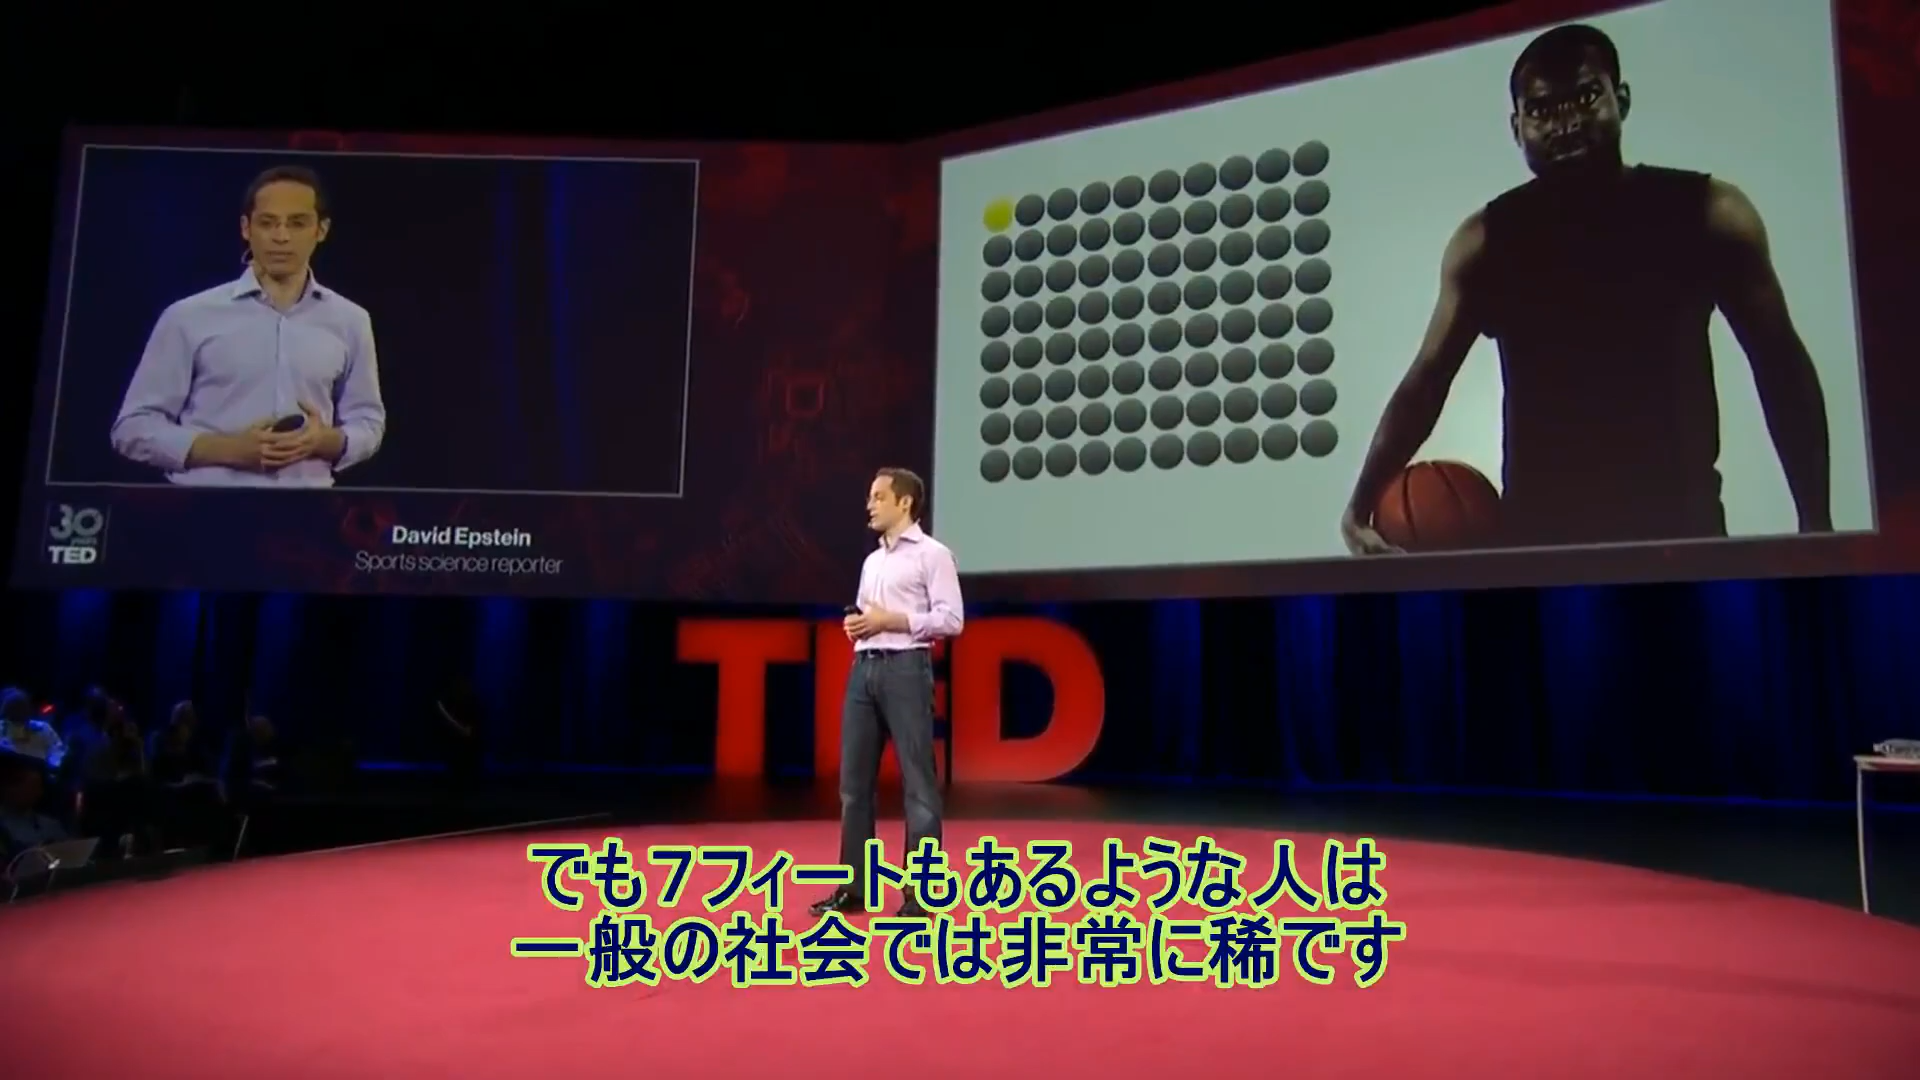 30
years
TED
David Epstein
Sports science reporter
TED
でも7フィートもあるような人は
一般の社会では非常に稀です